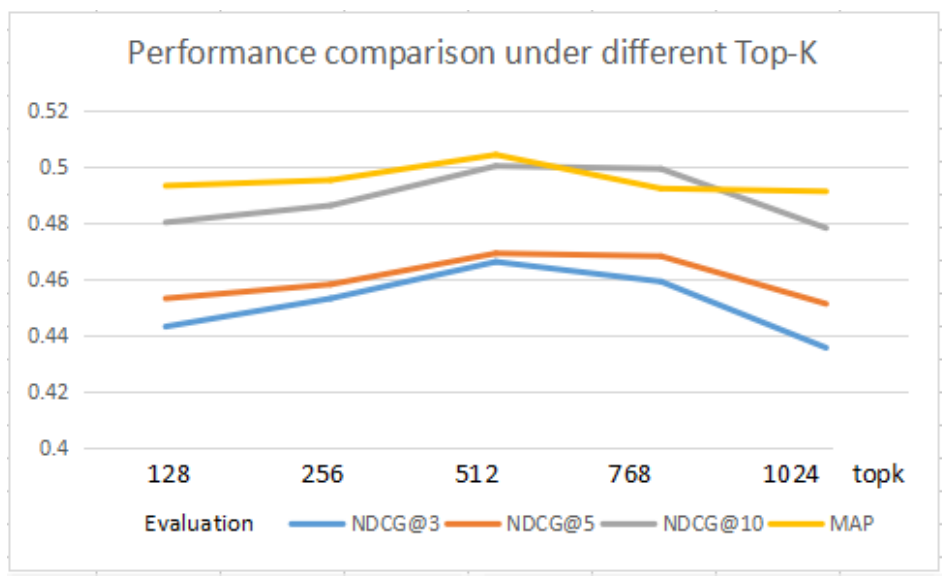 Performance comparison under different Top-K
0.52
0.5
0.48
0.46
0.44
0.42
0.4
128 256 512 768 1024 topk
Evaluation NDCG@3 NDCG@5 NDCG@10 MAP